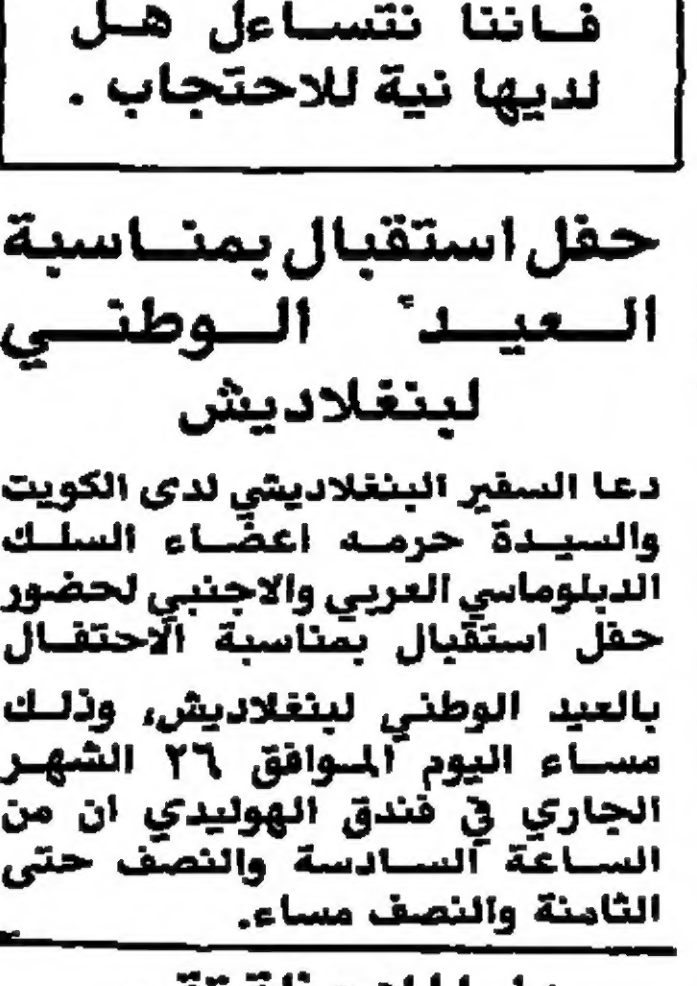 فاننا نتساءل هل
لديها نية للاحتجاب .
حفل استقبال بمناسبة
العيد الوطني
لبنغلاديش
دعا السفير البنغلاديشي لدى الكويت
والسيدة حرمه اعضاء السلك
الدبلوماسي العربي والاجنبي لحضور
حفل استقبال بمناسبة الاحتفال
بالعيد الوطني لبنغلاديش، وذلك
مساء اليوم الموافق ٢٦ الشهر
الجاري في فندق الهوليدي ان من
الساعة السادسة والنصف حتى
الثامنة والنصف مساء.